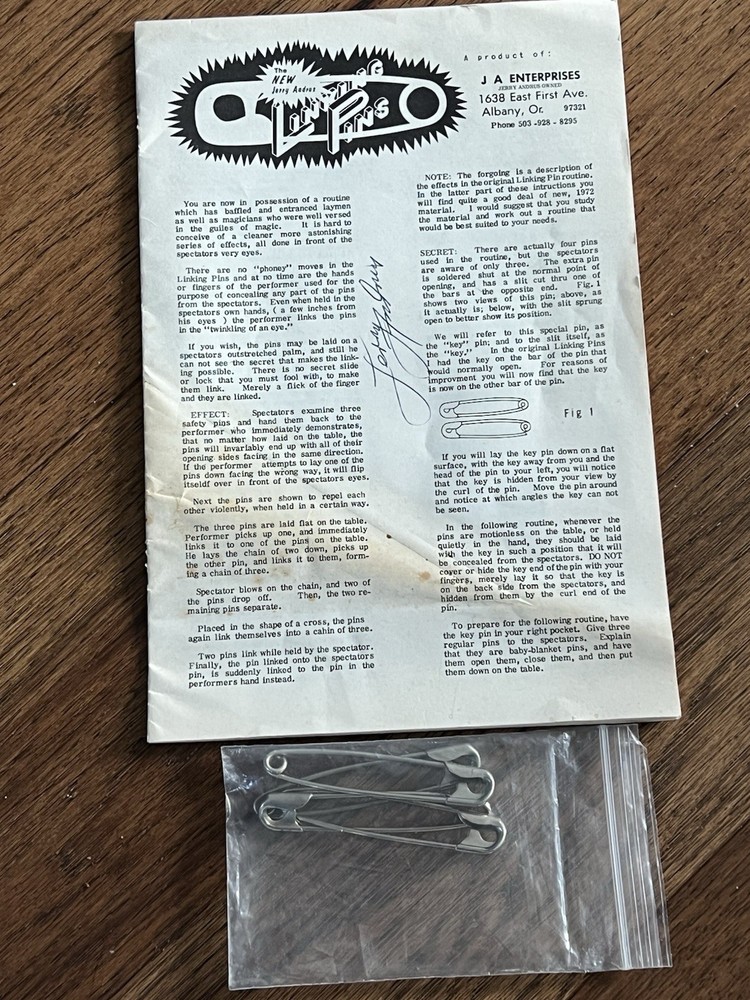 The
NEW
Jerry Andrus
LINKING
PINS
A product of:
J A ENTERPRISES
JERRY ANDRUS OWNED
1638 East First Ave.
Albany, Or. 97321
Phone 503-928-8295
You are now in possession of a routine
which has baffled and entranced laymen
as well as magicians who were well versed
in the guiles of magic. It is hard to
conceive of a cleaner more astonishing
series of effects, all done in front of the
spectators very eyes.
There are no "phoney" moves in the
Linking Pins and at no time are the hands
or fingers of the performer used for the
purpose of concealing any part of the pins
from the spectators. Even when held in the
spectators own hands, ( a few inches from
his eyes ) the performer links the pins
in the "twinkling of an eye."
If you wish, the pins may be laid on a
spectators outstretched palm, and still he
can not see the secret that makes the link-
ing possible. There is no secret slide
or lock that you must fool with, to make
them link. Merely a flick of the finger
and they are linked.
EFFECT: Spectators examine three
safety pins and hand them back to the
performer who immediately demonstrates,
that no matter how laid on the table, the
pins will invariably end up with all of their
opening sides facing in the same direction.
If the performer attempts to lay one of the
pins down facing the wrong way, it will flip
itself over in front of the spectators eyes.
Next the pins are shown to repel each
other violently, when held in a certain way.
The three pins are laid flat on the table.
Performer picks up one, and immediately
links it to one of the pins on the table.
He lays the chain of two down, picks up
the other pin, and links it to them, form-
ing a chain of three.
Spectator blows on the chain, and two of
the pins drop off. Then, the two re-
maining pins separate.
Placed in the shape of a cross, the pins
again link themselves into a cahin of three.
Two pins link while held by the spectator.
Finally, the pin linked onto the spectators
pin, is suddenly linked to the pin in the
performers hand instead.
Jerry Andrus
NOTE: The forgoing is a description of
the effects in the original Linking Pin routine.
In the latter part of these intructions you
will find quite a good deal of new, 1972
material. I would suggest that you study
the material and work out a routine that
would be best suited to your needs.
SECRET: There are actually four pins
used in the routine, but the spectators
are aware of only three. The extra pin
is soldered shut at the normal point of
opening, and has a slit cut thru one of
the bars at the opposite end. Fig. 1
shows two views of this pin; above, as
it actually is; below, with the slit sprung
open to better show its position.
We will refer to this special pin, as
the "key" pin; and to the slit itself, as
the "key." In the original Linking Pins
I had the key on the bar of the pin that
would normally open. For reasons of
improvment you will now find that the key
is now on the other bar of the pin.
Fig 1
If you will lay the key pin down on a flat
surface, with the key away from you and the
head of the pin to your left, you will notice
that the key is hidden from your view by
the curl of the pin. Move the pin around
and notice at which angles the key can not
be seen.
In the following routine, whenever the
pins are motionless on the table, or held
quietly in the hand, they should be laid
with the key in such a position that it will
be concealed from the spectators. DO NOT
cover or hide the key end of the pin with your
fingers, merely lay it so that the key is
on the back side from the spectators, and
hidden from them by the curl end of the
pin.
To prepare for the following routine, have
the key pin in your right pocket. Give three
regular pins to the spectators. Explain
that they are baby-blanket pins, and have
them open them, close them, and then put
them down on the table.